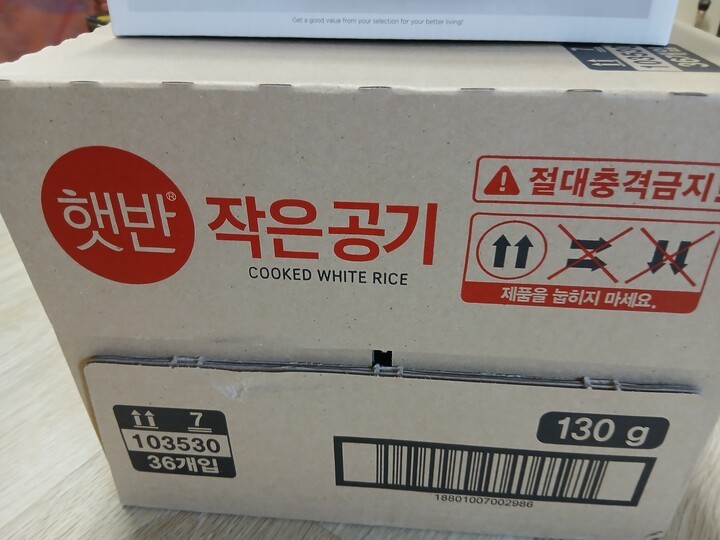 Get a good value from your selection for your better living!
103530
햇반®
작은공기
COOKED WHITE RICE
절대충격금지!
제품을 눕히지 마세요.
7
103530
36개입
130 g
18801007002986